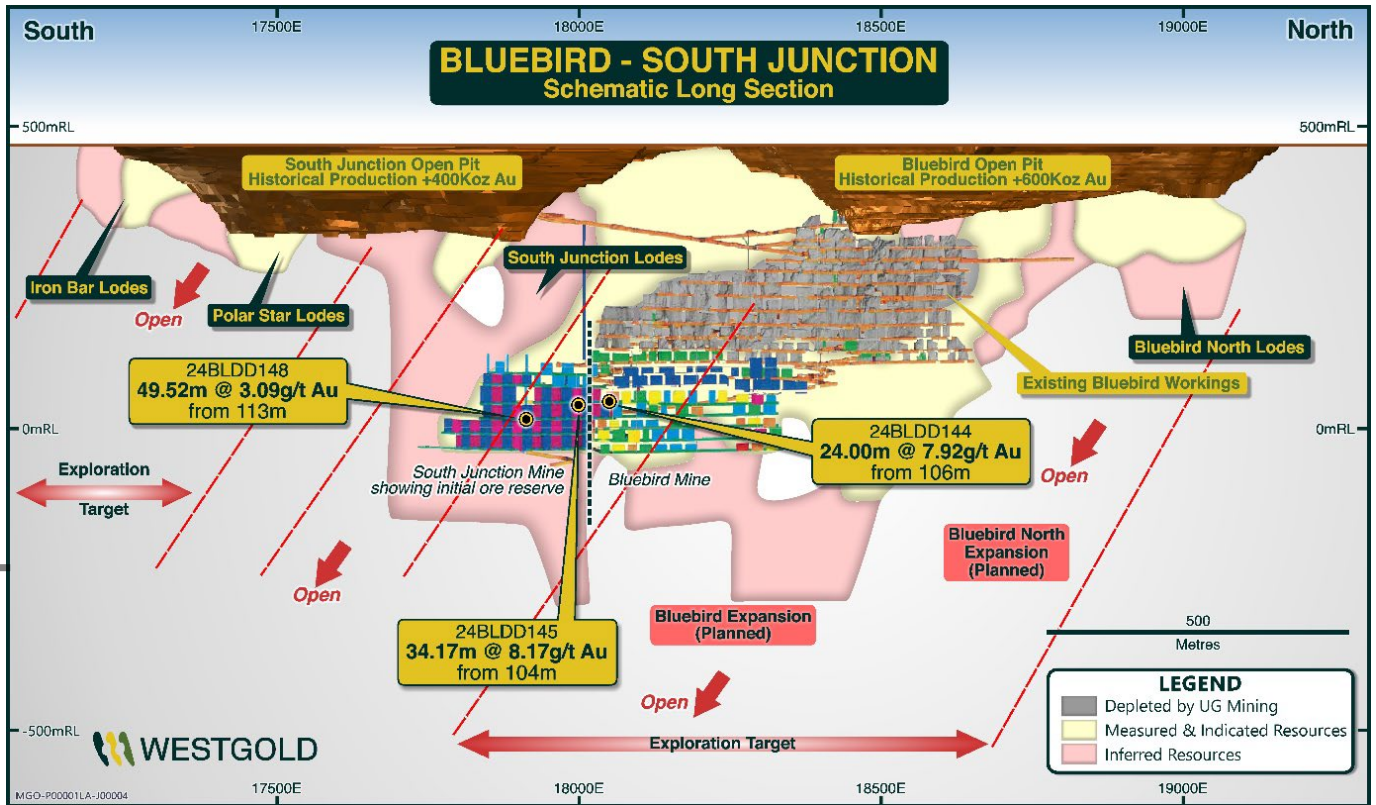 South
17500E
18000E
18500E
19000E
North
BLUEBIRD - SOUTH JUNCTION
Schematic Long Section
500mRL
500mRL
South Junction Open Pit
Historical Production +400Koz Au
Bluebird Open Pit
Historical Production +600Koz Au
South Junction Lodes
Iron Bar Lodes
Open
Polar Star Lodes
Bluebird North Lodes
Existing Bluebird Workings
24BLDD148
49.52m @ 3.09g/t Au
from 113m
0mRL
0mRL
24BLDD144
24.00m @ 7.92g/t Au
from 106m
Open
Exploration
Target
South Junction Mine
showing initial ore reserve
Bluebird Mine
Bluebird North
Expansion
(Planned)
Open
24BLDD145
34.17m @ 8.17g/t Au
from 104m
Bluebird Expansion
(Planned)
500
Metres
Open
LEGEND
Depleted by UG Mining
Measured & Indicated Resources
Inferred Resources
-500mRL
WESTGOLD
Exploration Target
-500mRL
MGO-P00001LA-J00004
17500E
18000E
18500E
19000E